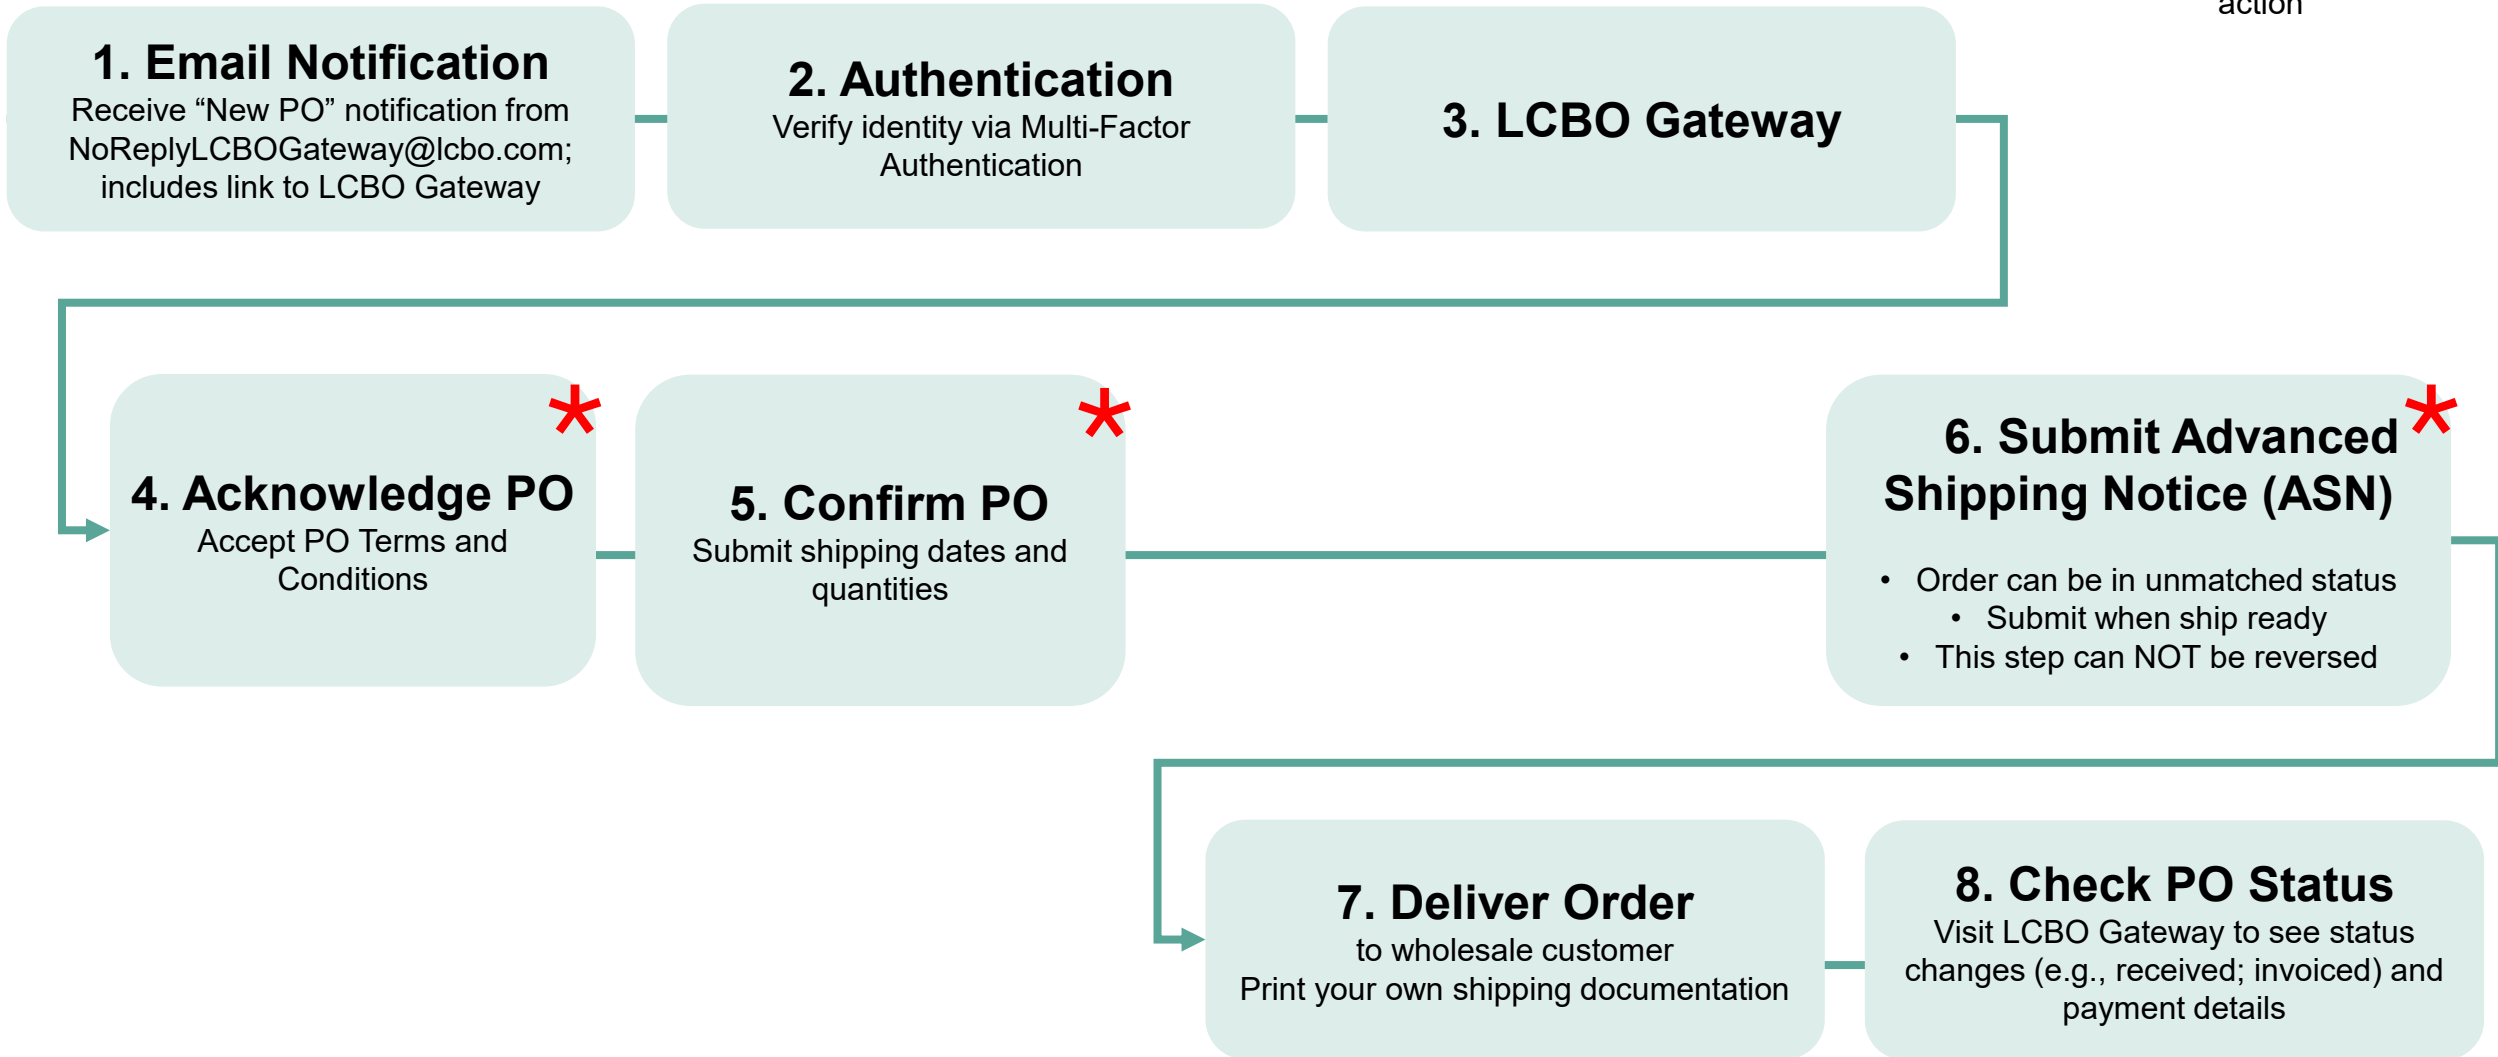 action
1. Email Notification
Receive “New PO” notification from
NoReplyLCBOGateway@lcbo.com;
includes link to LCBO Gateway
2. Authentication
Verify identity via Multi-Factor
Authentication
3. LCBO Gateway
*
4. Acknowledge PO
Accept PO Terms and
Conditions
*
5. Confirm PO
Submit shipping dates and
quantities
*
6. Submit Advanced
Shipping Notice (ASN)
• Order can be in unmatched status
• Submit when ship ready
• This step can NOT be reversed
7. Deliver Order
to wholesale customer
Print your own shipping documentation
8. Check PO Status
Visit LCBO Gateway to see status
changes (e.g., received; invoiced) and
payment details